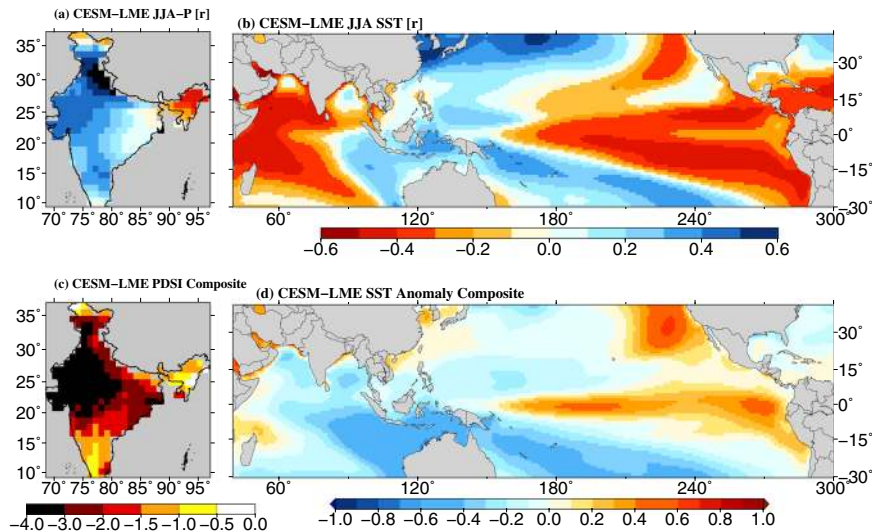 (a) CESM−LME JJA−P [r]
(b) CESM−LME JJA SST [r]
35°
30°
25°
20°
15°
10°
70° 75° 80° 85° 90° 95°
30°
15°
0°
−15°
−30°
60° 120° 180° 240° 300°
−0.6 −0.4 −0.2 0.0 0.2 0.4 0.6
(c) CESM−LME PDSI Composite
(d) CESM−LME SST Anomaly Composite
35°
30°
25°
20°
15°
10°
70° 75° 80° 85° 90° 95°
30°
15°
0°
−15°
−30°
60° 120° 180° 240° 300°
−4.0 −3.0 −2.0 −1.0 −0.5 0.0
−1.0 −0.8 −0.6 −0.4 −0.2 0.0 0.2 0.4 0.6 0.8 1.0